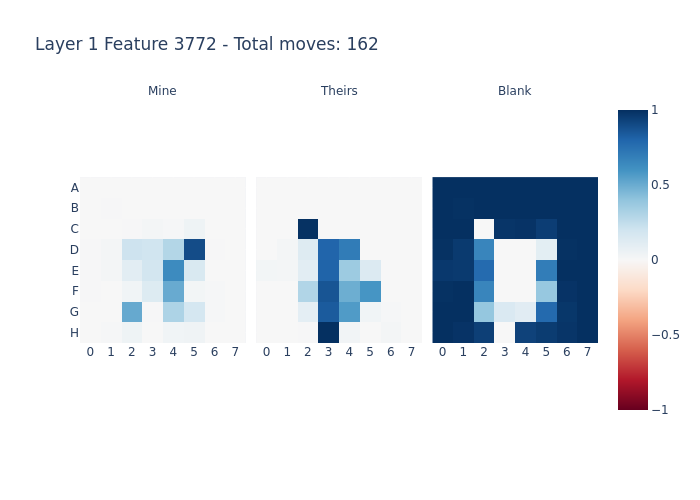 Layer 1 Feature 3772 - Total moves: 162
Mine
Theirs
Blank
A
B
C
D
E
F
G
H
0 1 2 3 4 5 6 7
0 1 2 3 4 5 6 7
0 1 2 3 4 5 6 7
1
0.5
0
−0.5
−1